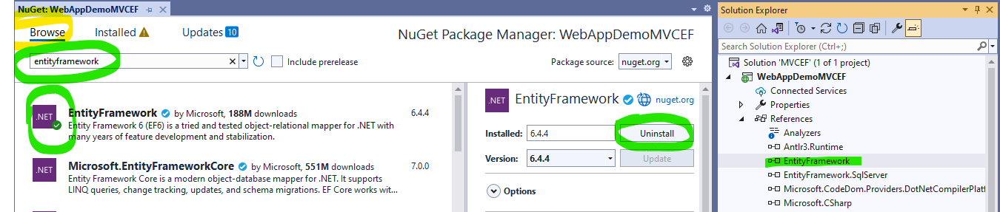 NuGet: WebAppDemoMVCEF
Browse Installed Updates 10
NuGet Package Manager: WebAppDemoMVCEF
entityframework
Include prerelease
Package source: nuget.org
.NET
EntityFramework by Microsoft, 188M downloads 6.4.4
Entity Framework 6 (EF6) is a tried and tested object-relational mapper for .NET with
many years of feature development and stabilization.
.NET
Microsoft.EntityFrameworkCore by Microsoft, 551M downloads 7.0.0
Entity Framework Core is a modern object-database mapper for .NET. It supports
LINQ queries, change tracking, updates, and schema migrations. EF Core works wit...
.NET
EntityFramework nuget.org
Installed: 6.4.4 Uninstall
Version: 6.4.4 Update
Options
Solution Explorer
Search Solution Explorer (Ctrl+;)
Solution 'MVCEF' (1 of 1 project)
WebAppDemoMVCEF
Connected Services
Properties
References
Analyzers
Antlr3.Runtime
EntityFramework
EntityFramework.SqlServer
Microsoft.CodeDom.Providers.DotNetCompilerPlatf
Microsoft.CSharp